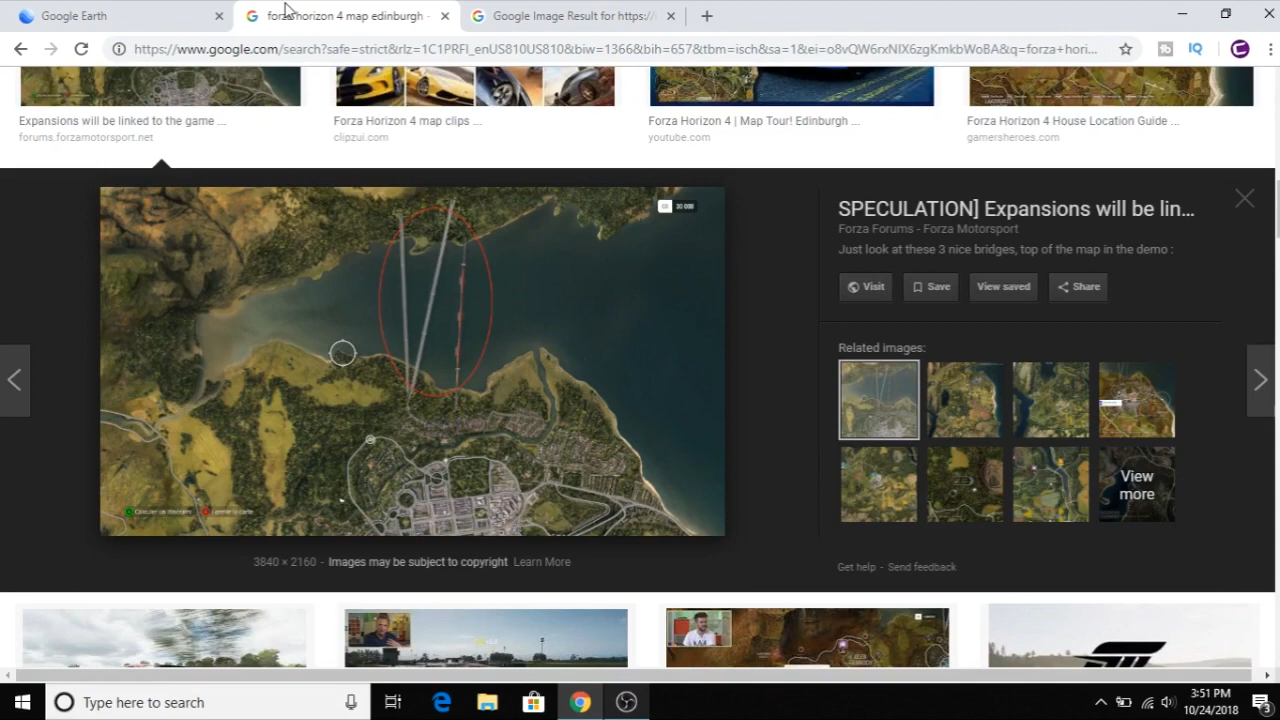 Google Earth
forza horizon 4 map edinburgh -
Google Image Result for https://
https://www.google.com/search?safe=strict&rlz=1C1PRFI_enUS810US810&biw=1366&bih=657&tbm=isch&sa=1&ei=o8vQW6rxNIX6zgKmkbWoBA&q=forza+hori...
IQ
Expansions will be linked to the game ...
forums.forzamotorsport.net
Forza Horizon 4 map clips ...
clipzui.com
Forza Horizon 4 | Map Tour! Edinburgh ...
youtube.com
Forza Horizon 4 House Location Guide ...
gamersheroes.com
30 000
SPECULATION] Expansions will be lin...
Forza Forums - Forza Motorsport
Just look at these 3 nice bridges, top of the map in the demo :
Visit
Save
View saved
Share
Related images:
View
more
3840 × 2160 - Images may be subject to copyright Learn More
Get help - Send feedback
Type here to search
3:51 PM
10/24/2018
3